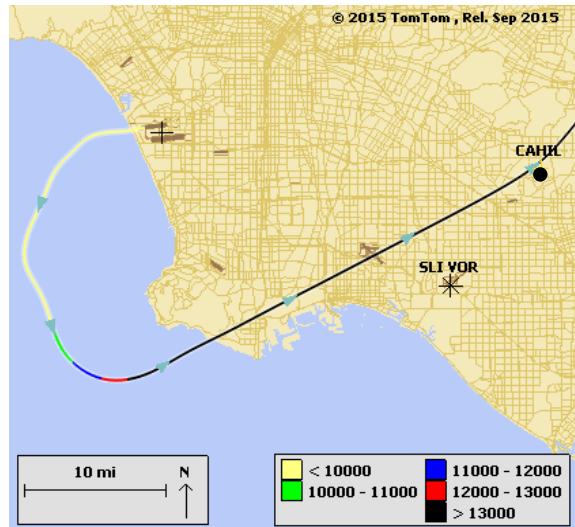 © 2015 TomTom , Rel. Sep 2015
CAHIL
SLI VOR
10 mi
N
< 10000
11000 - 12000
10000 - 11000
12000 - 13000
> 13000